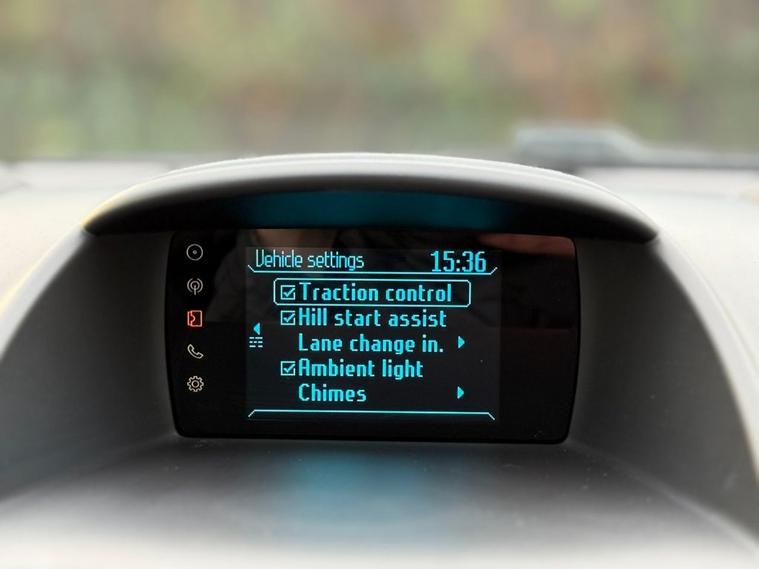 Vehicle settings 15:36
Traction control
Hill start assist
Lane change in.
Ambient light
Chimes